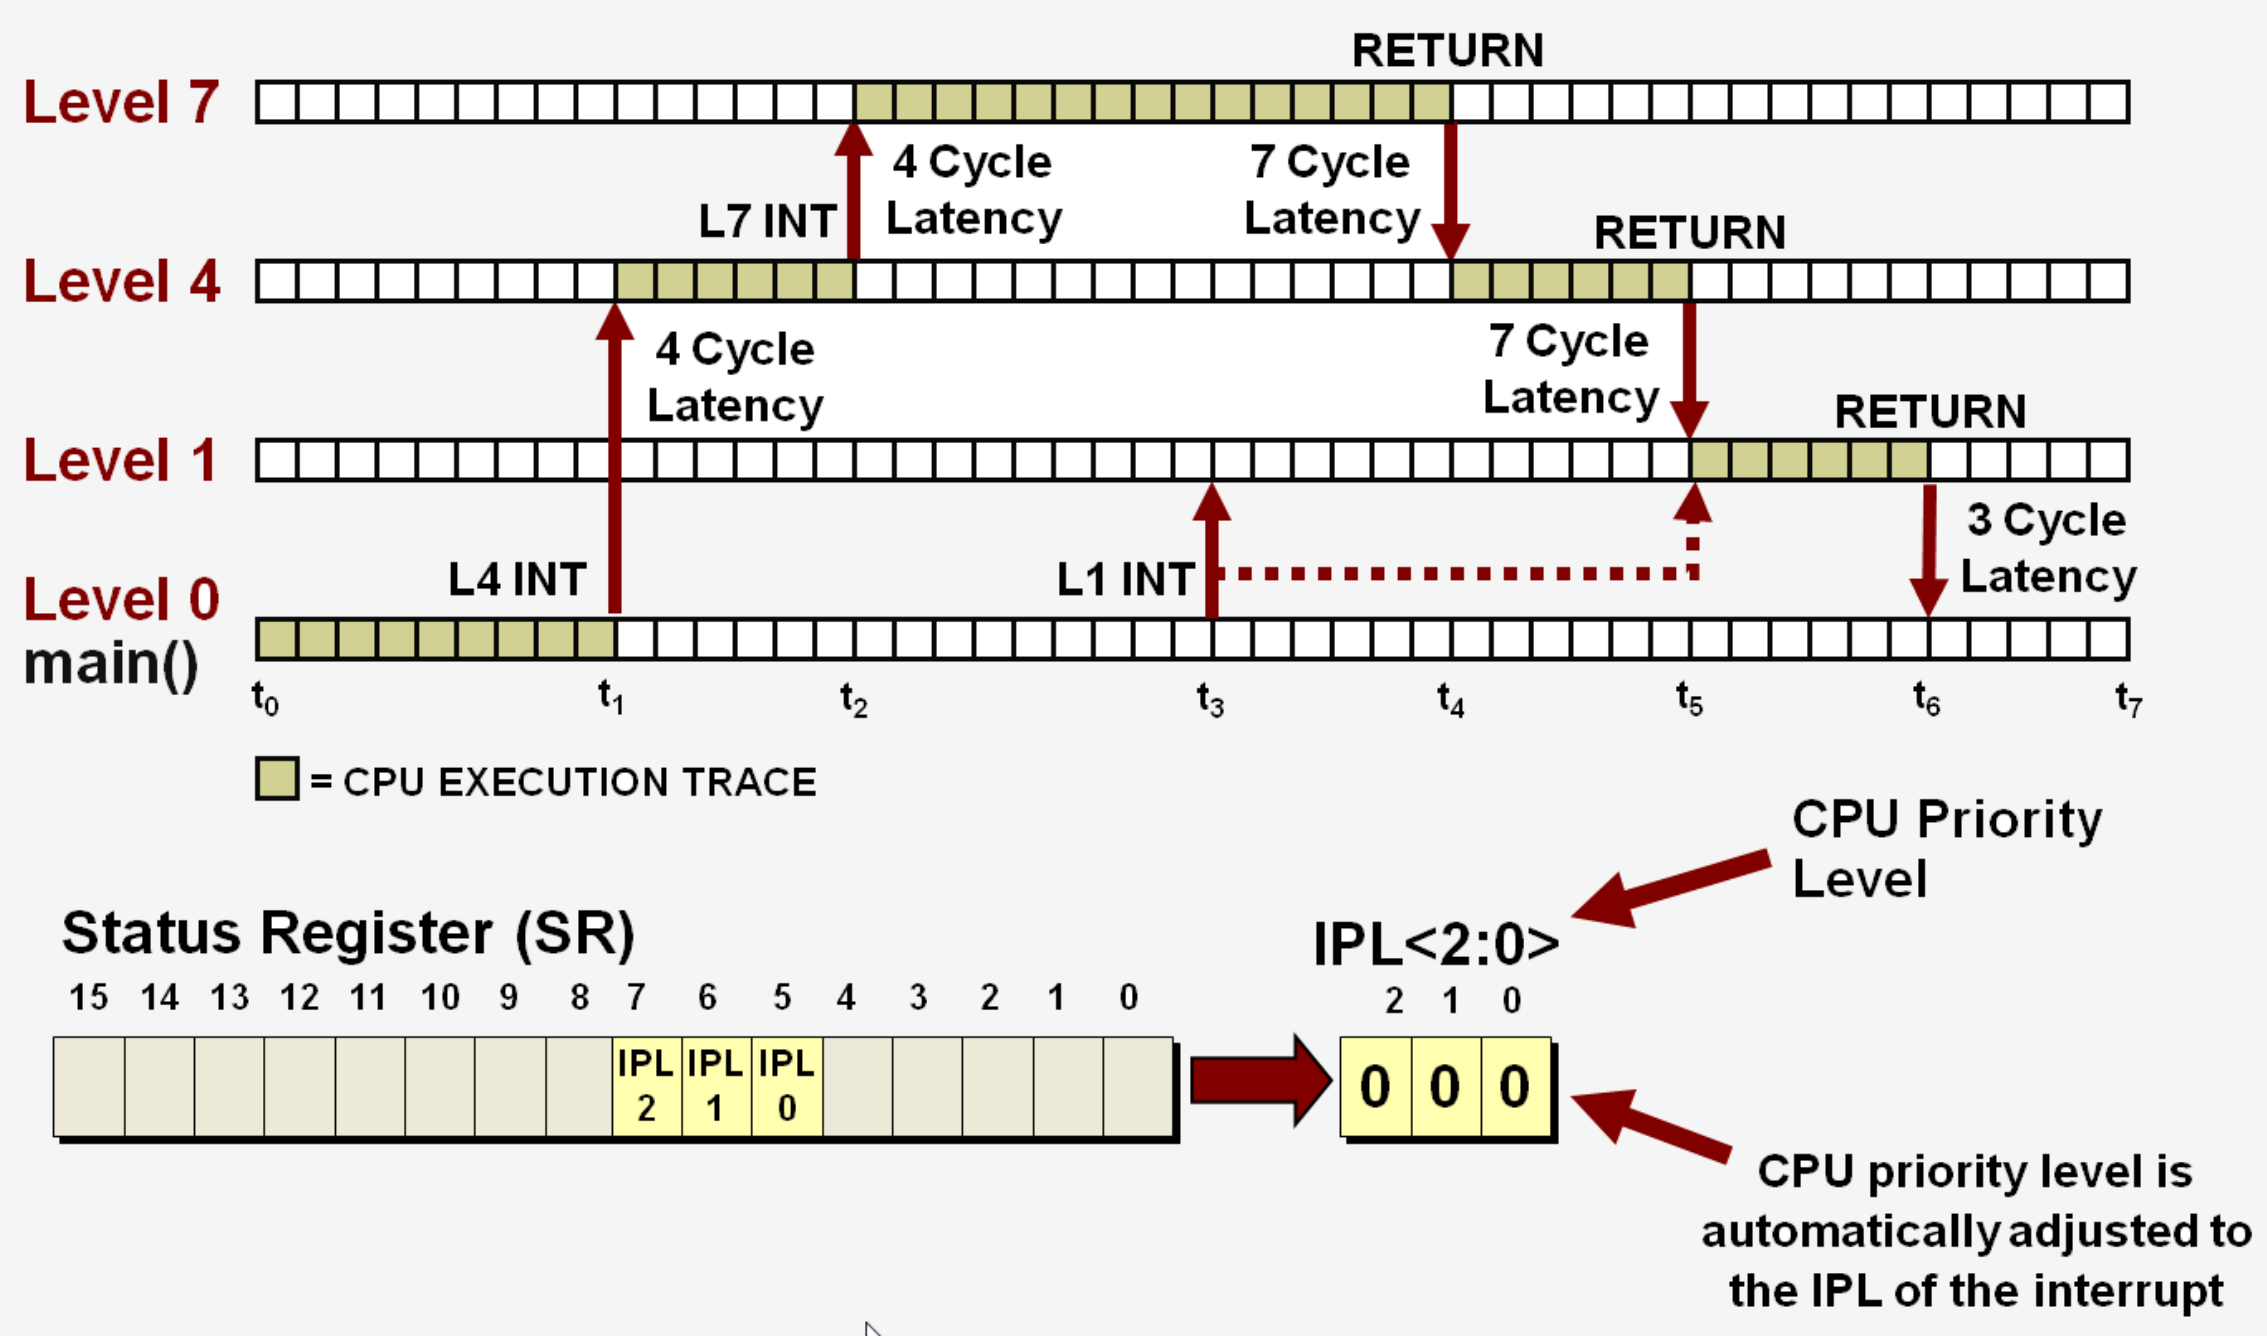 RETURN
Level 7
4 Cycle
Latency
7 Cycle
Latency
L7 INT
RETURN
Level 4
4 Cycle
Latency
7 Cycle
Latency
RETURN
Level 1
3 Cycle
Latency
L4 INT
L1 INT
Level 0
main()
t0 t1 t2 t3 t4 t5 t6 t7
= CPU EXECUTION TRACE
CPU Priority
Level
Status Register (SR)
IPL<2:0>
15 14 13 12 11 10 9 8 7 6 5 4 3 2 1 0
2 1 0
IPL IPL IPL
2 1 0
0 0 0
CPU priority level is
automatically adjusted to
the IPL of the interrupt